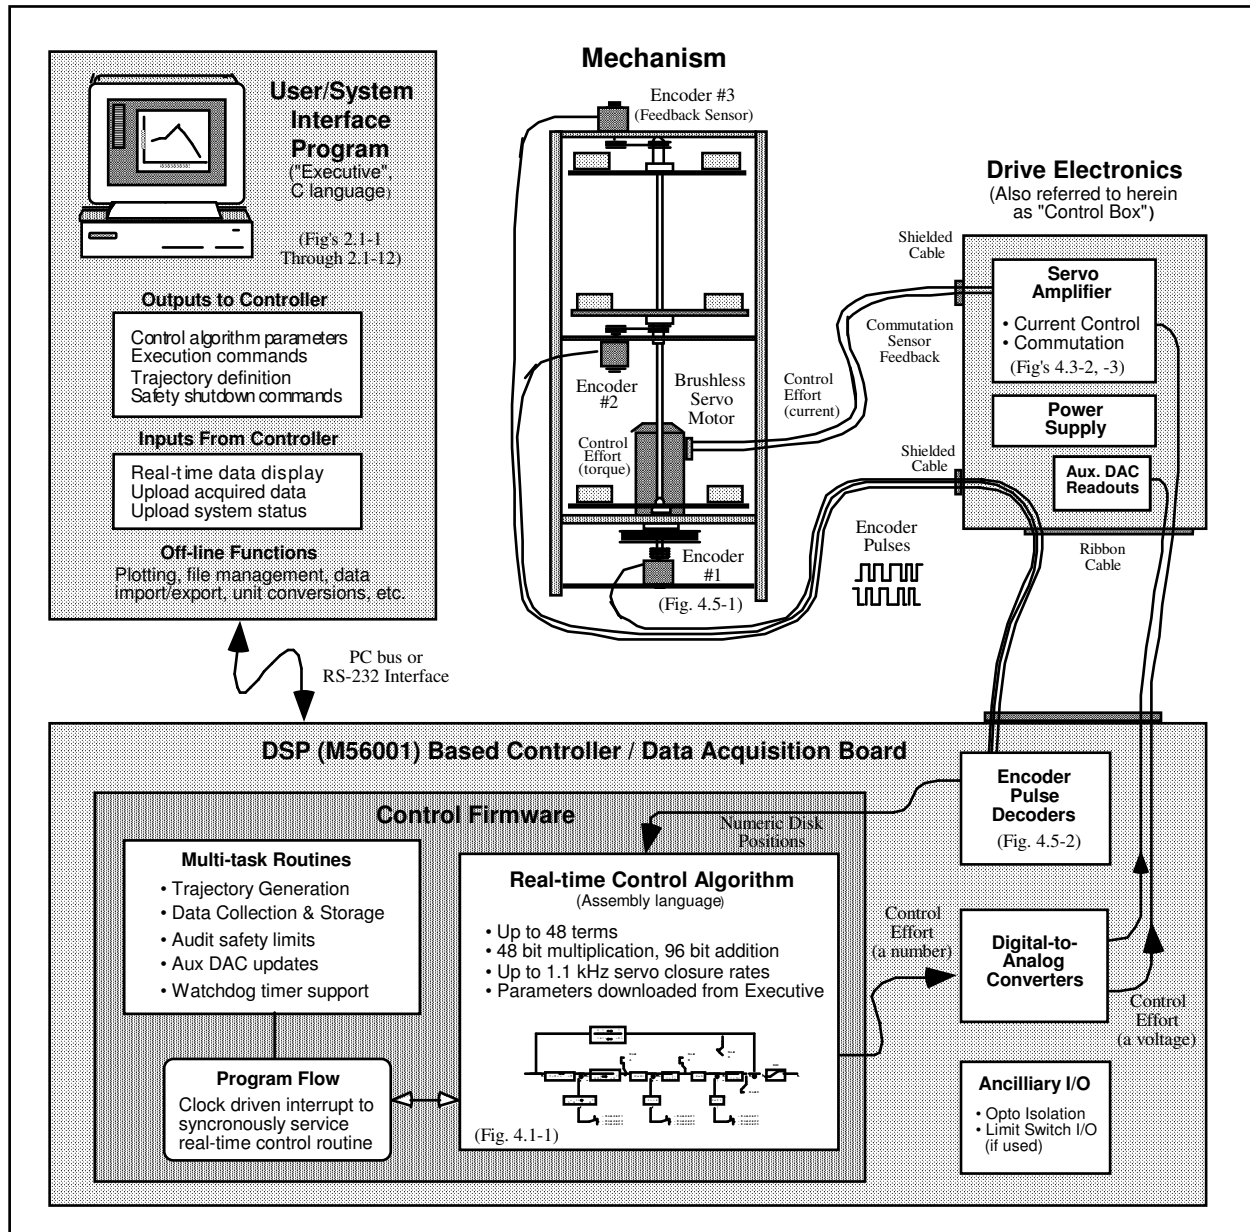 User/System
Interface
Program
("Executive",
C language)
(Fig's 2.1-1
Through 2.1-12)
Outputs to Controller
Control algorithm parameters
Execution commands
Trajectory definition
Safety shutdown commands
Inputs From Controller
Real-time data display
Upload acquired data
Upload system status
Off-line Functions
Plotting, file management, data
import/export, unit conversions, etc.
Mechanism
Encoder #3
(Feedback Sensor)
Encoder
#2
Brushless
Servo
Motor
Control
Effort
(torque)
Control
Effort
(current)
Encoder
#1
(Fig. 4.5-1)
Drive Electronics
(Also referred to herein
as "Control Box")
Shielded
Cable
Commutation
Sensor
Feedback
Servo
Amplifier
• Current Control
• Commutation
(Fig's 4.3-2, -3)
Power
Supply
Aux. DAC
Readouts
Shielded
Cable
Encoder
Pulses
Ribbon
Cable
PC bus or
RS-232 Interface
DSP (M56001) Based Controller / Data Acquisition Board
Control Firmware
Multi-task Routines
• Trajectory Generation
• Data Collection & Storage
• Audit safety limits
• Aux DAC updates
• Watchdog timer support
Program Flow
Clock driven interrupt to
syncronously service
real-time control routine
Numeric Disk
Positions
Real-time Control Algorithm
(Assembly language)
• Up to 48 terms
• 48 bit multiplication, 96 bit addition
• Up to 1.1 kHz servo closure rates
• Parameters downloaded from Executive
(Fig. 4.1-1)
Encoder
Pulse
Decoders
(Fig. 4.5-2)
Control
Effort
(a number)
Digital-to-
Analog
Converters
Control
Effort
(a voltage)
Ancilliary I/O
• Opto Isolation
• Limit Switch I/O
(if used)